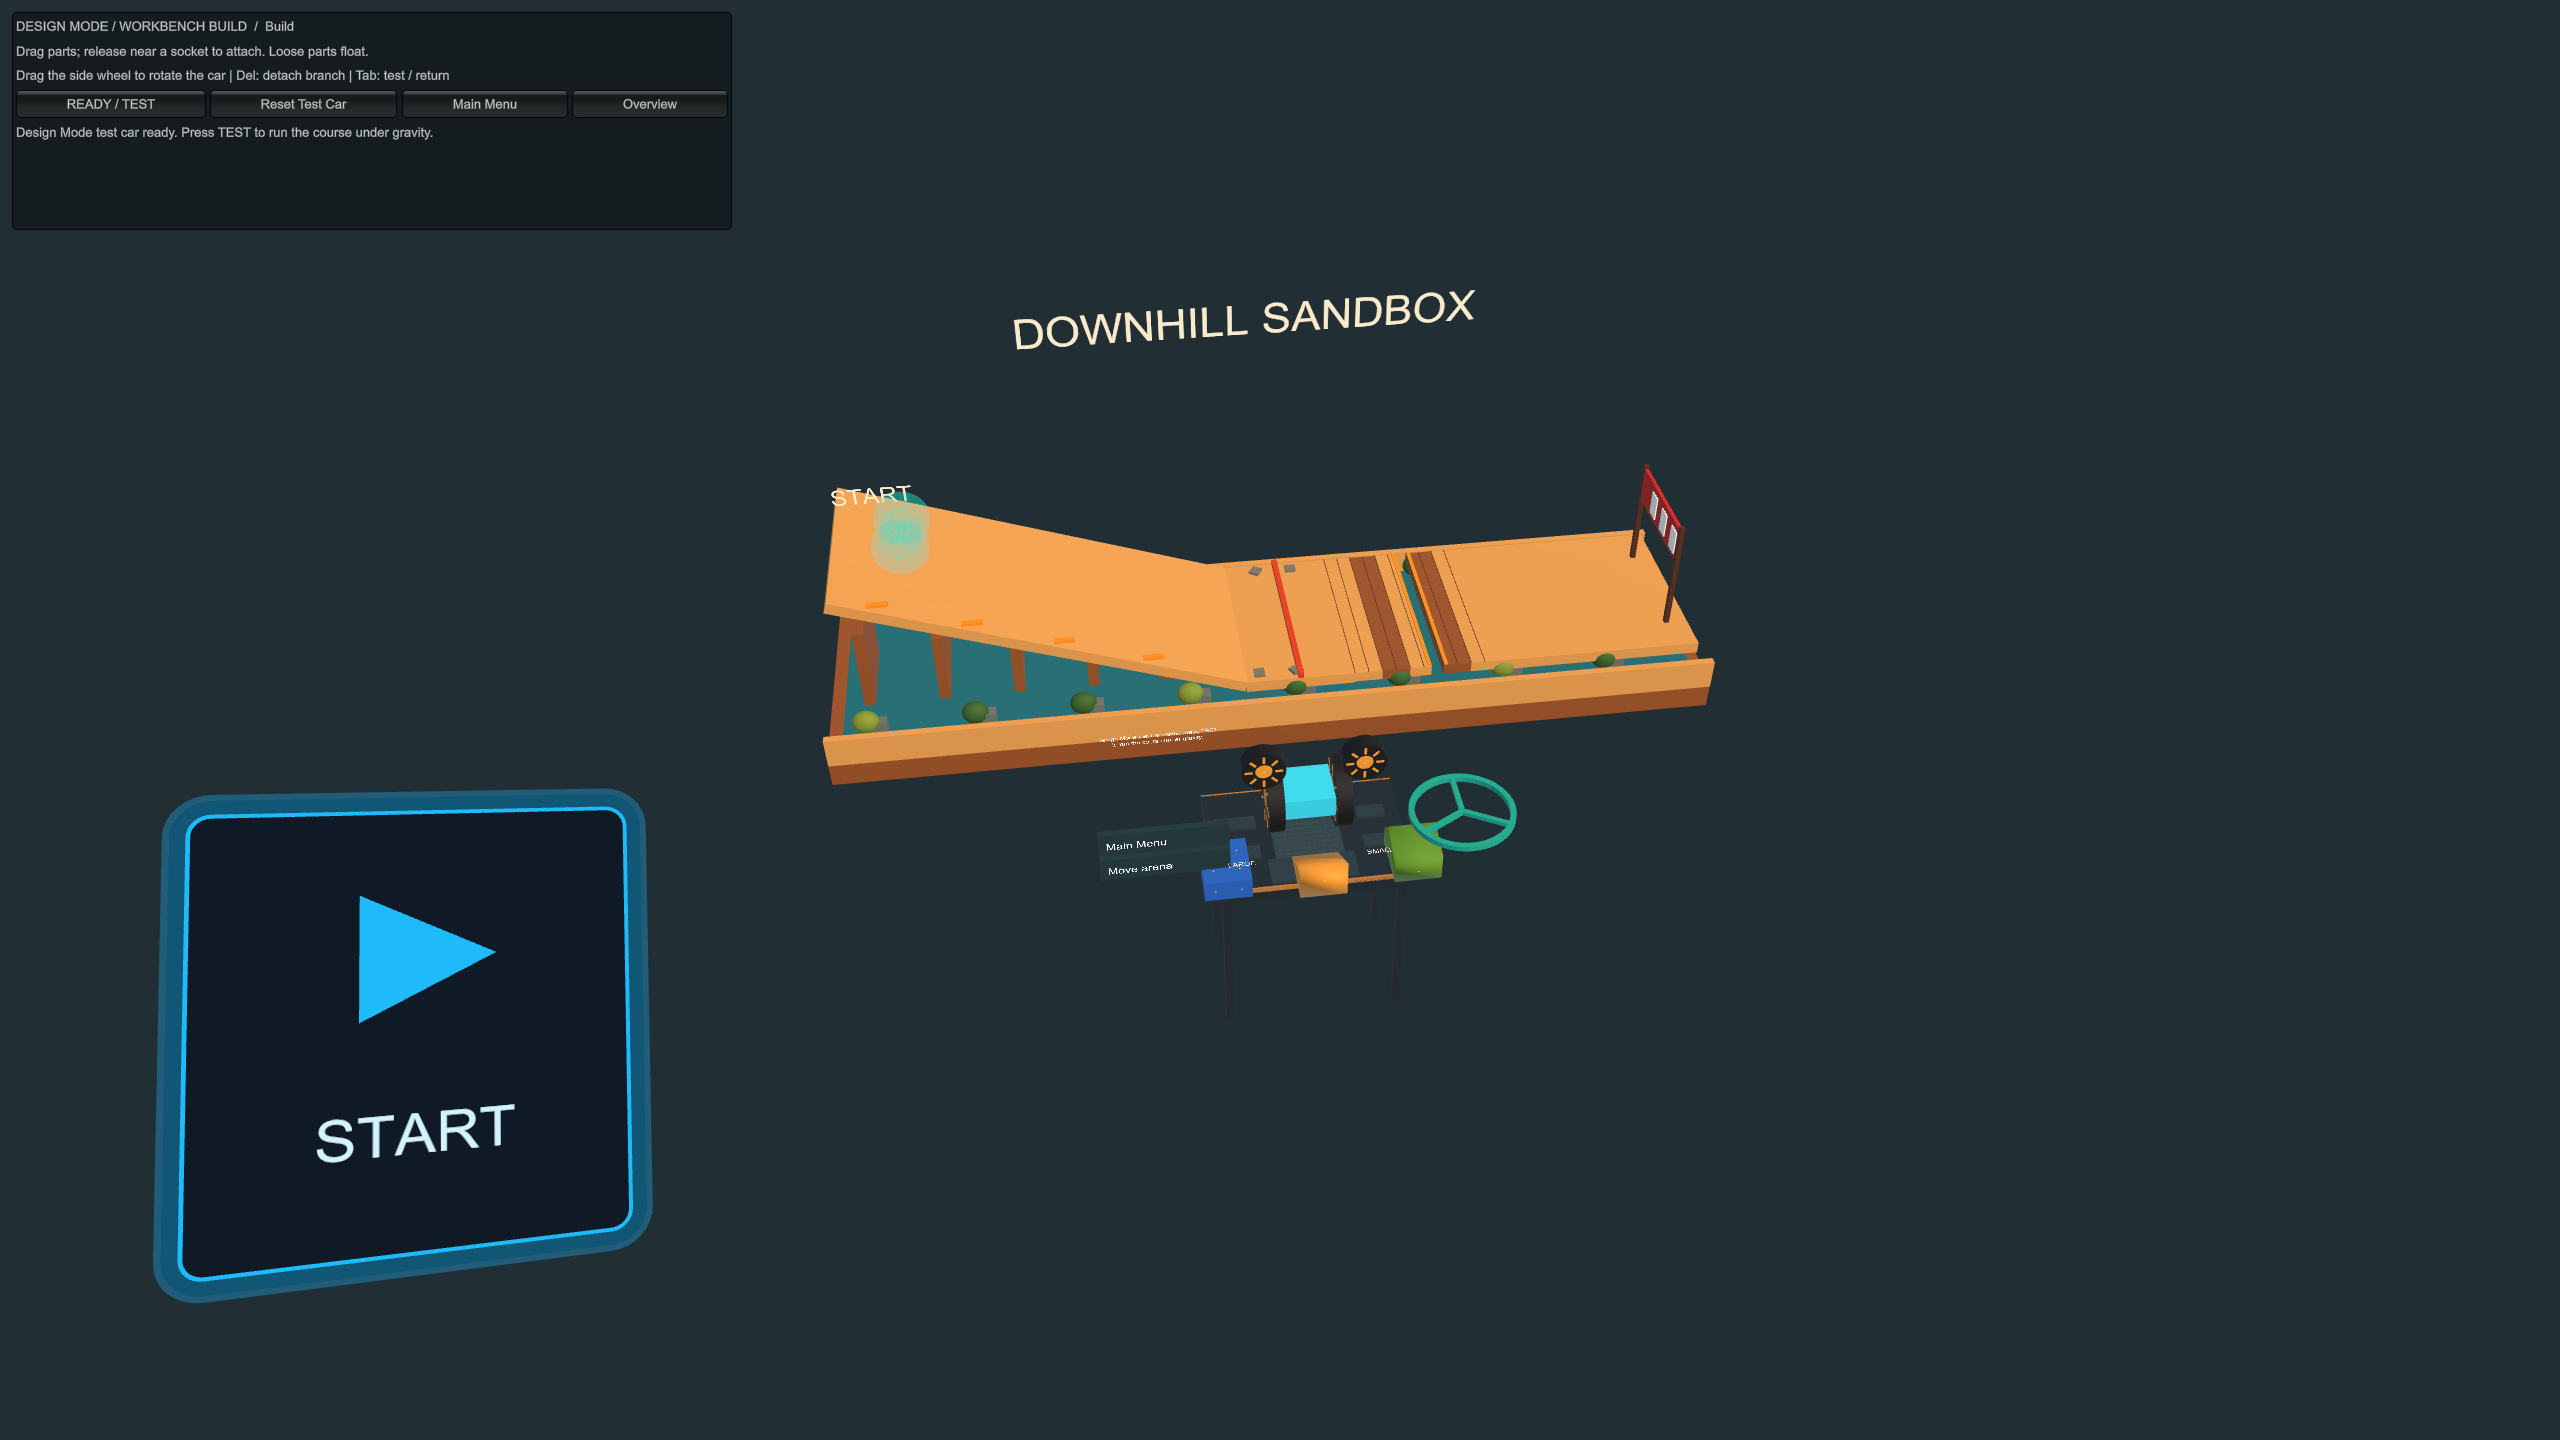 DESIGN MODE / WORKBENCH BUILD / Build
Drag parts; release near a socket to attach. Loose parts float.
Drag the side wheel to rotate the car | Del: detach branch | Tab: test / return
READY / TEST
Reset Test Car
Main Menu
Overview
Design Mode test car ready. Press TEST to run the course under gravity.
DOWNHILL SANDBOX
START
Main Menu
Move arena
START